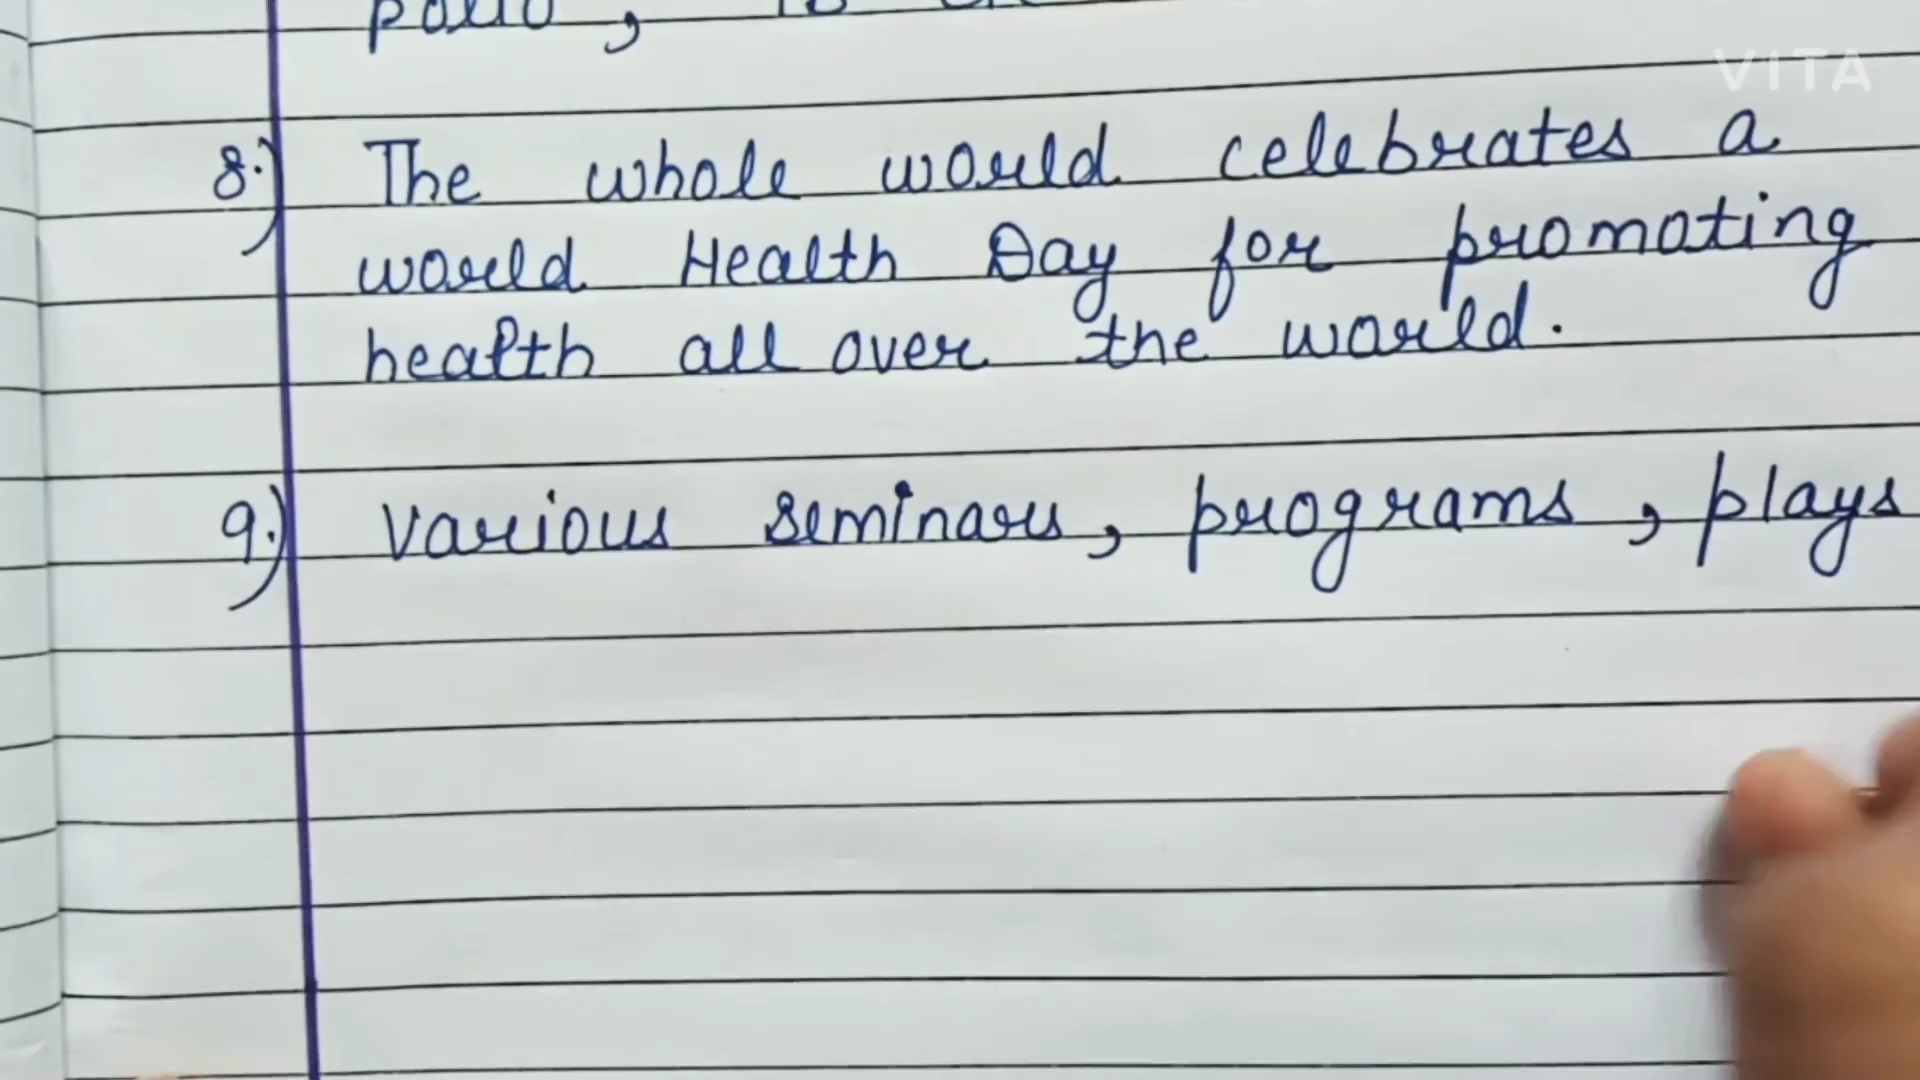 VITA
8.) The whole world celebrates a
world Health Day for promoting
health all over the world.
9.) Various seminars, programs, plays